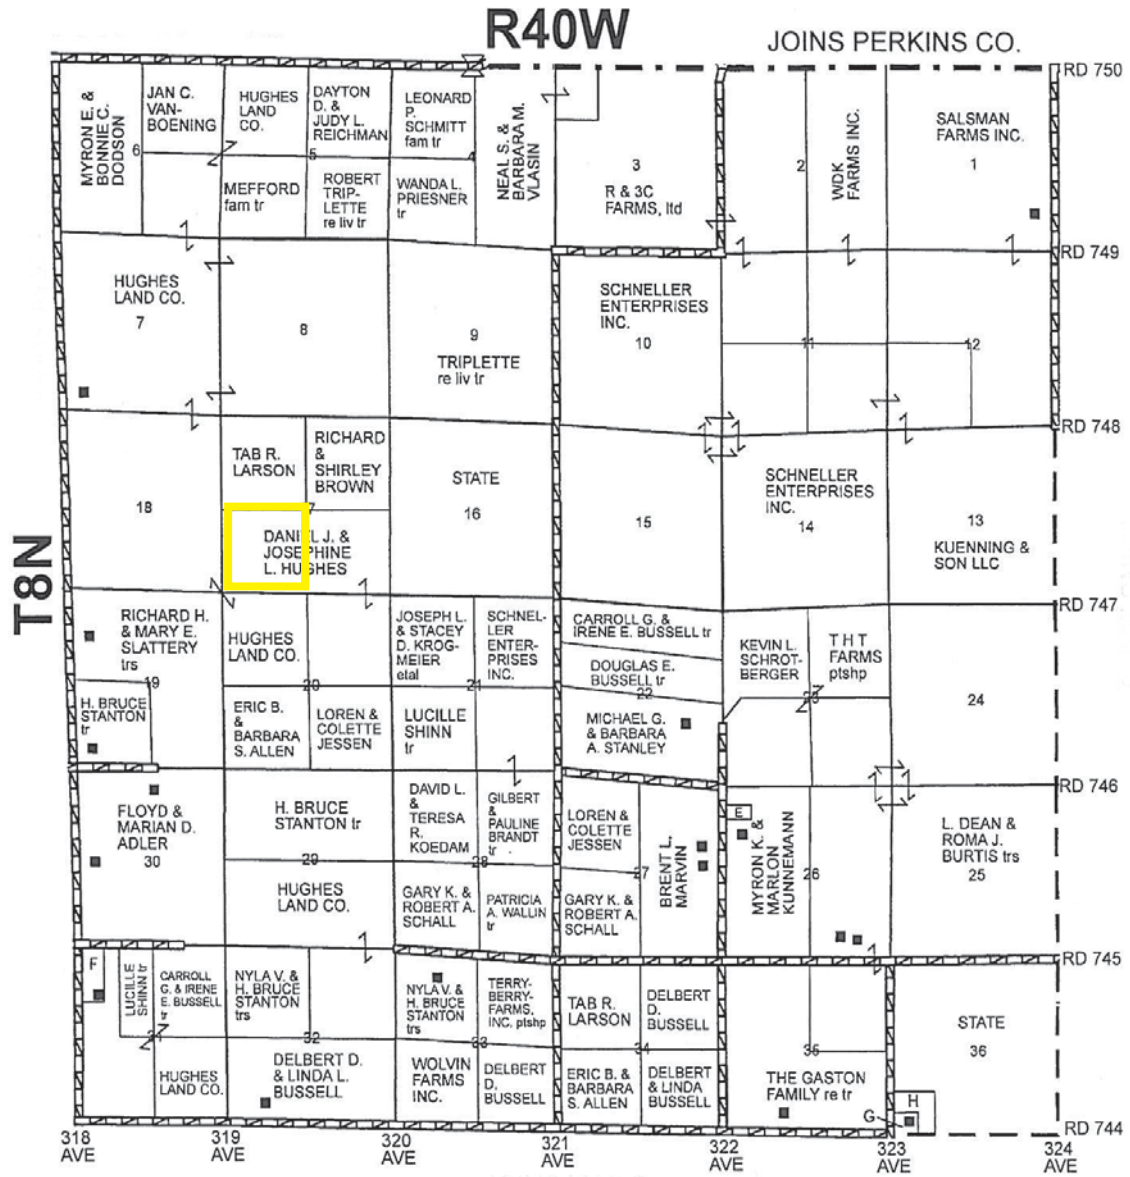 R40W
JOINS PERKINS CO.
RD 750
MYRON E. &
BONNIE C.
DODSON
6
JAN C.
VAN-
BOENING
HUGHES
LAND
CO.
DAYTON
D. &
JUDY L.
REICHMAN
5
LEONARD
P.
SCHMITT
fam tr
4
NEAL S. &
BARBARA M.
VLASIN
3
R & 3C
FARMS, ltd
2
WDK
FARMS INC.
SALSMAN
FARMS INC.
1
MEFFORD
fam tr
ROBERT
TRIP-
LETTE
re liv tr
WANDA L.
PRIESNER
tr
RD 749
HUGHES
LAND CO.
7
8
9
TRIPLETTE
re liv tr
SCHNELLER
ENTERPRISES
INC.
10
11
12
RD 748
18
TAB R.
LARSON
RICHARD
&
SHIRLEY
BROWN
STATE
16
15
SCHNELLER
ENTERPRISES
INC.
14
13
KUENNING &
SON LLC
T8N
DANIEL J. &
JOSEPHINE
L. HUGHES
RD 747
RICHARD H.
& MARY E.
SLATTERY
trs
19
HUGHES
LAND CO.
20
JOSEPH L.
& STACEY
D. KROG-
MEIER
etal
21
SCHNEL-
LER
ENTER-
PRISES
INC.
CARROLL G. &
IRENE E. BUSSELL tr
DOUGLAS E.
BUSSELL tr
22
KEVIN L.
SCHROT-
BERGER
T H T
FARMS
ptshp
24
H. BRUCE
STANTON
tr
ERIC B.
&
BARBARA
S. ALLEN
LOREN &
COLETTE
JESSEN
LUCILLE
SHINN
tr
MICHAEL G.
& BARBARA
A. STANLEY
RD 746
FLOYD &
MARIAN D.
ADLER
30
H. BRUCE
STANTON tr
29
DAVID L.
&
TERESA
R.
KOEDAM
28
GILBERT
&
PAULINE
BRANDT
tr
LOREN &
COLETTE
JESSEN
27
BRENT L.
MARVIN
E
MYRON K. &
MARLON
KUNNEMANN
26
L. DEAN &
ROMA J.
BURTIS trs
25
HUGHES
LAND CO.
GARY K. &
ROBERT A.
SCHALL
PATRICIA
A. WALLIN
tr
GARY K. &
ROBERT A.
SCHALL
RD 745
F
LUCILLE
SHINN tr
CARROLL
G. & IRENE
E. BUSSELL
tr
NYLA V. &
H. BRUCE
STANTON
trs
32
NYLA V. &
H. BRUCE
STANTON
trs
33
TERRY-
BERRY-
FARMS,
INC. ptshp
TAB R.
LARSON
34
DELBERT
D.
BUSSELL
35
STATE
36
HUGHES
LAND CO.
DELBERT D.
& LINDA L.
BUSSELL
WOLVIN
FARMS
INC.
DELBERT
D.
BUSSELL
ERIC B. &
BARBARA
S. ALLEN
DELBERT
& LINDA
BUSSELL
THE GASTON
FAMILY re tr
G
H
RD 744
318
AVE
319
AVE
320
AVE
321
AVE
322
AVE
323
AVE
324
AVE